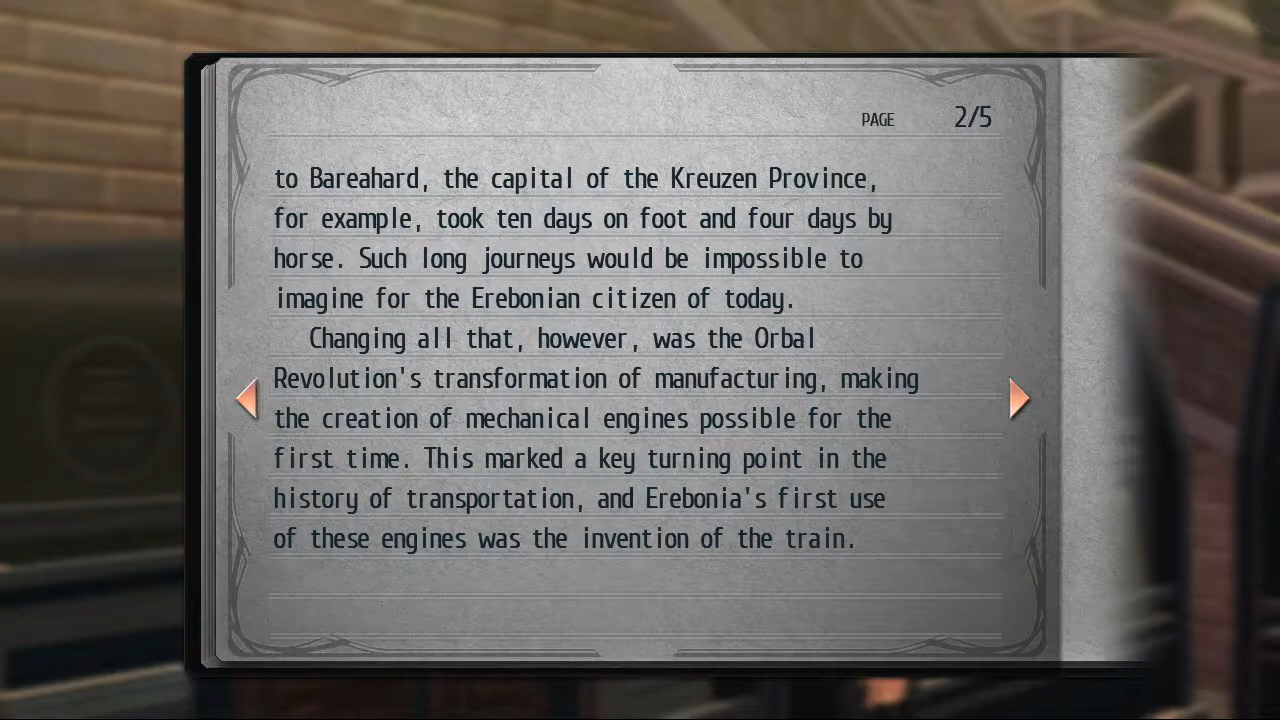 PAGE 2/5
to Bareahard, the capital of the Kreuzen Province,
for example, took ten days on foot and four days by
horse. Such long journeys would be impossible to
imagine for the Erebonian citizen of today.
Changing all that, however, was the Orbal
Revolution's transformation of manufacturing, making
the creation of mechanical engines possible for the
first time. This marked a key turning point in the
history of transportation, and Erebonia's first use
of these engines was the invention of the train.